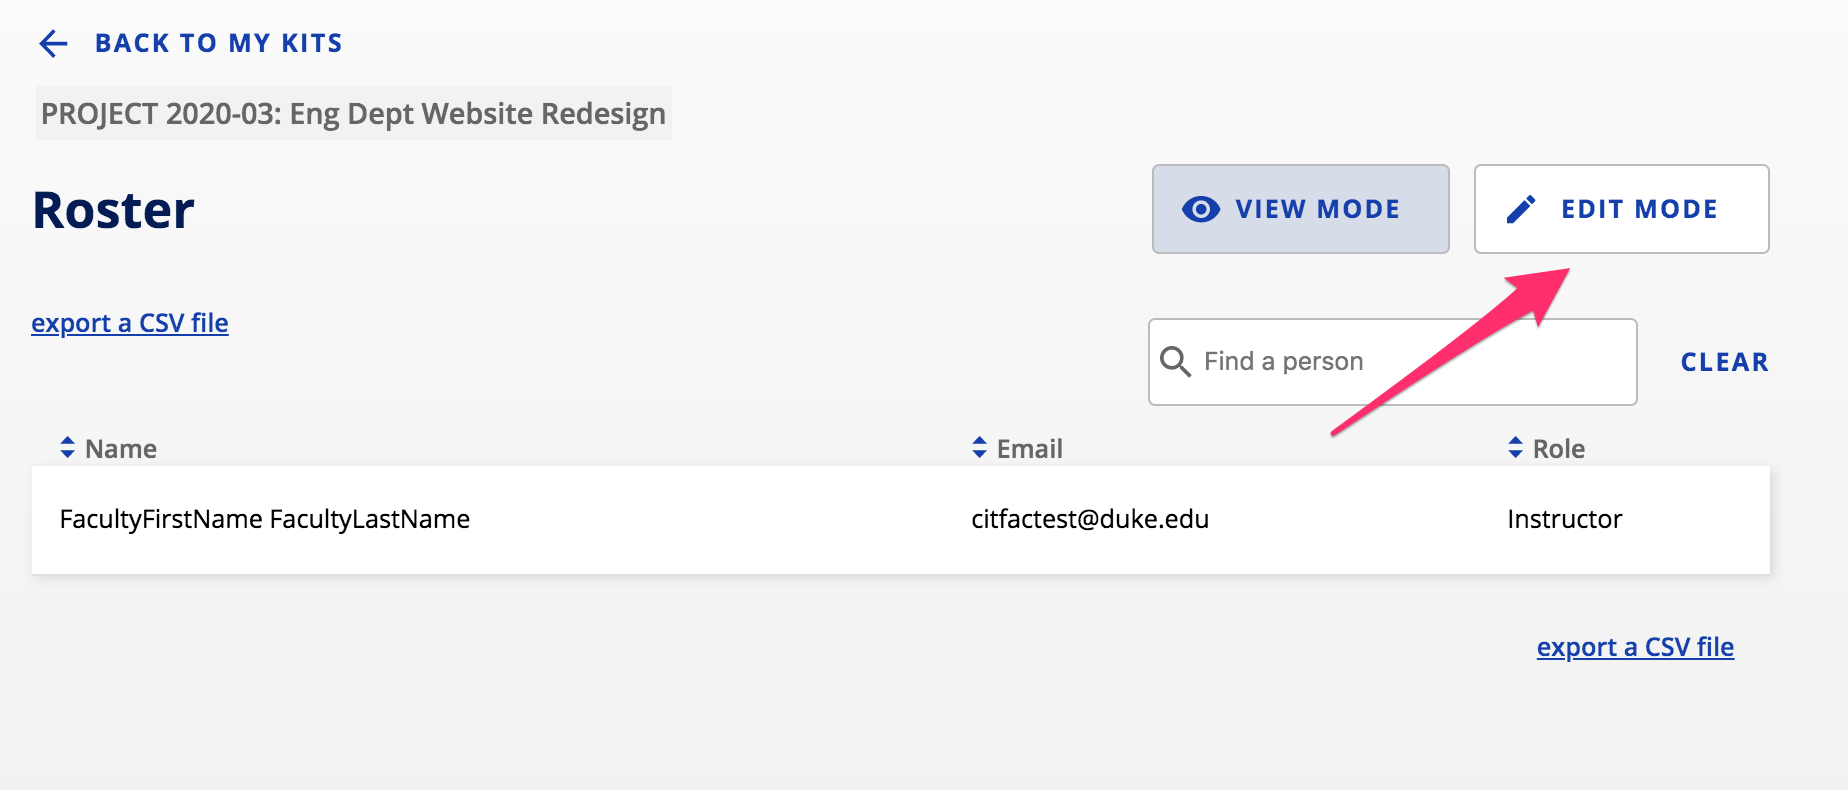 BACK TO MY KITS
PROJECT 2020-03: Eng Dept Website Redesign
Roster
VIEW MODE
EDIT MODE
export a CSV file
Find a person
CLEAR
Name
Email
Role
FacultyFirstName FacultyLastName
citfactest@duke.edu
Instructor
export a CSV file